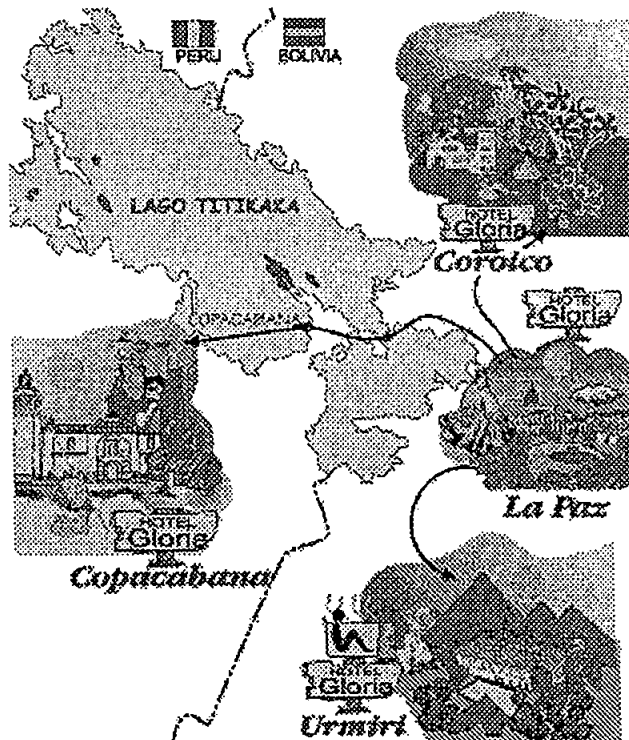 PERU
BOLIVIA
LAGO TITIKAKA
HOTEL
Gloria
Coroico
HOTEL
Gloria
La Paz
HOTEL
Gloria
Copacabana
HOTEL
Gloria
Urmiri